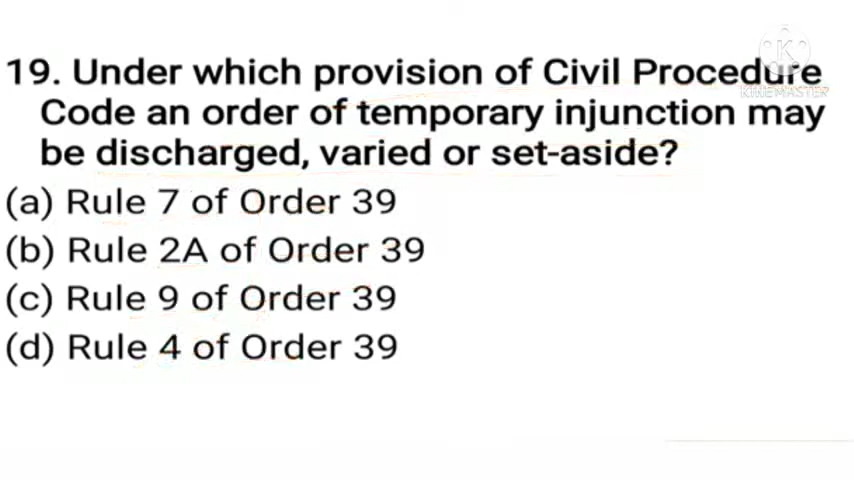 19. Under which provision of Civil Procedure
Code an order of temporary injunction may
be discharged, varied or set-aside?
(a) Rule 7 of Order 39
(b) Rule 2A of Order 39
(c) Rule 9 of Order 39
(d) Rule 4 of Order 39
K
KINEMASTER